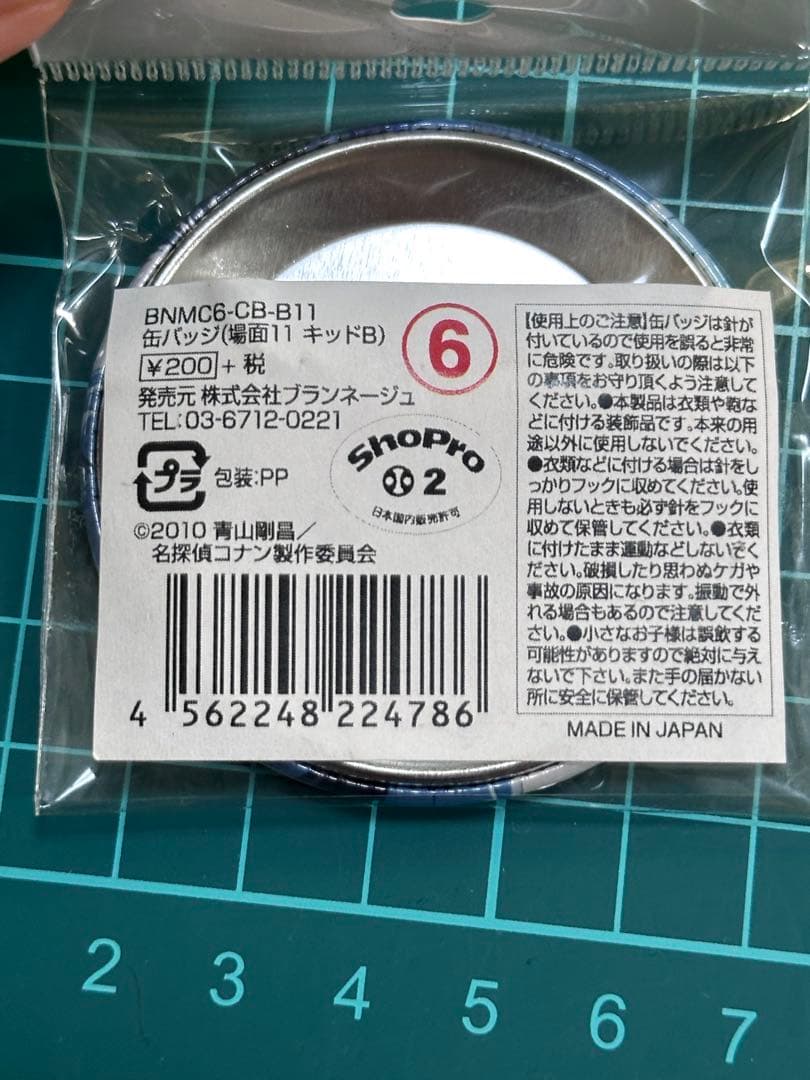 BNMC6-CB-B11
缶バッジ(場面11 キッドB)
¥200 + 税
発売元 株式会社ブランネージュ
TEL:03-6712-0221
6
プラ 包装:PP
ShoPro
2
日本国内販売許可
©2010 青山剛昌/
名探偵コナン製作委員会
4 562248 224786
【使用上のご注意】缶バッジは針が
付いているので使用を誤ると非常
に危険です。取り扱いの際は以下
の事項をお守り頂くよう注意して
ください。●本製品は衣類や鞄な
どに付ける装飾品です。本来の用
途以外に使用しないでください。
●衣類などに付ける場合は針をし
っかりフックに収めてください。使
用しないときも必ず針をフックに
収めて保管してください。●衣類
に付けたまま運動などしないでく
ださい。破損したり思わぬケガや
事故の原因になります。振動で外
れる場合もあるので注意してくだ
さい。●小さなお子様は誤飲する
可能性がありますので絶対に与え
ないで下さい。また手の届かない
所に安全に保管してください。
MADE IN JAPAN
2 3 4 5 6 7